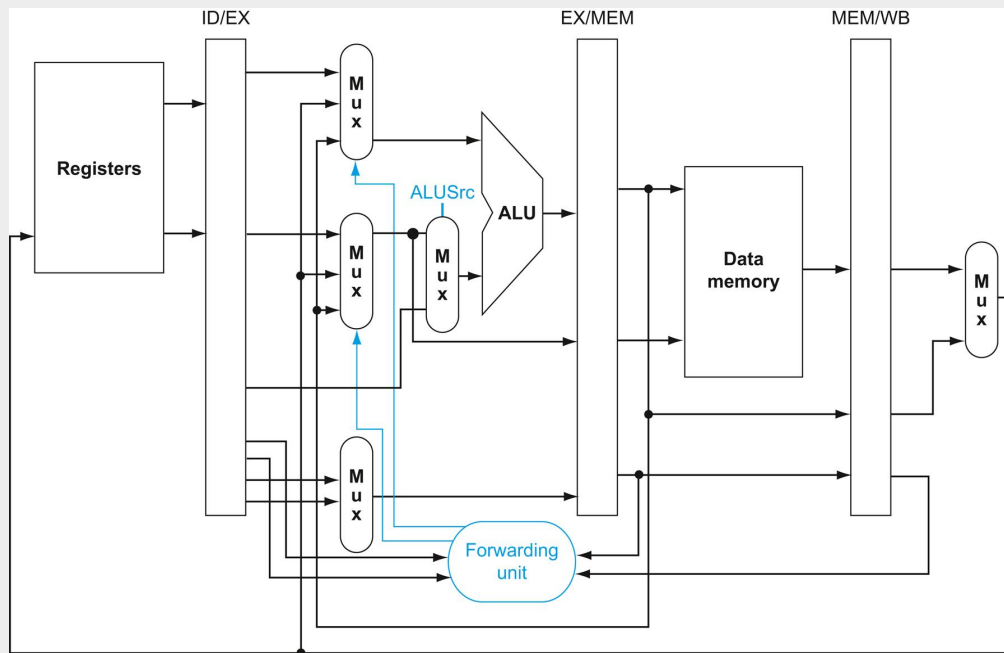 ID/EX
EX/MEM
MEM/WB
Registers
M
u
x
ALUSrc
M
u
x
M
u
x
ALU
Data
memory
M
u
x
M
u
x
Forwarding
unit